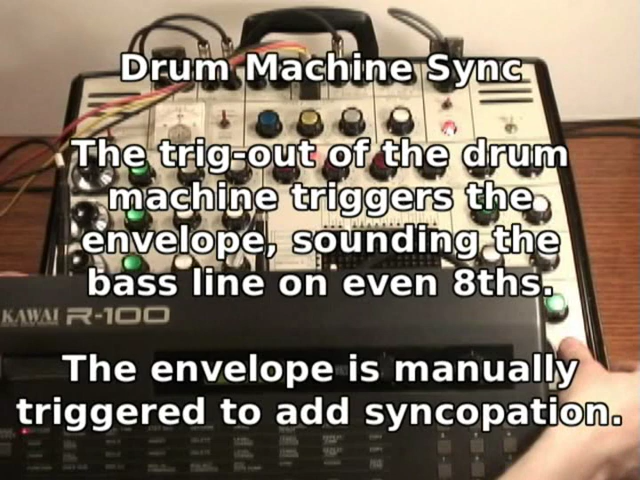 Drum Machine Sync
The trig-out of the drum
machine triggers the
envelope, sounding the
bass line on even 8ths.
KAWAI R-100
The envelope is manually
triggered to add syncopation.